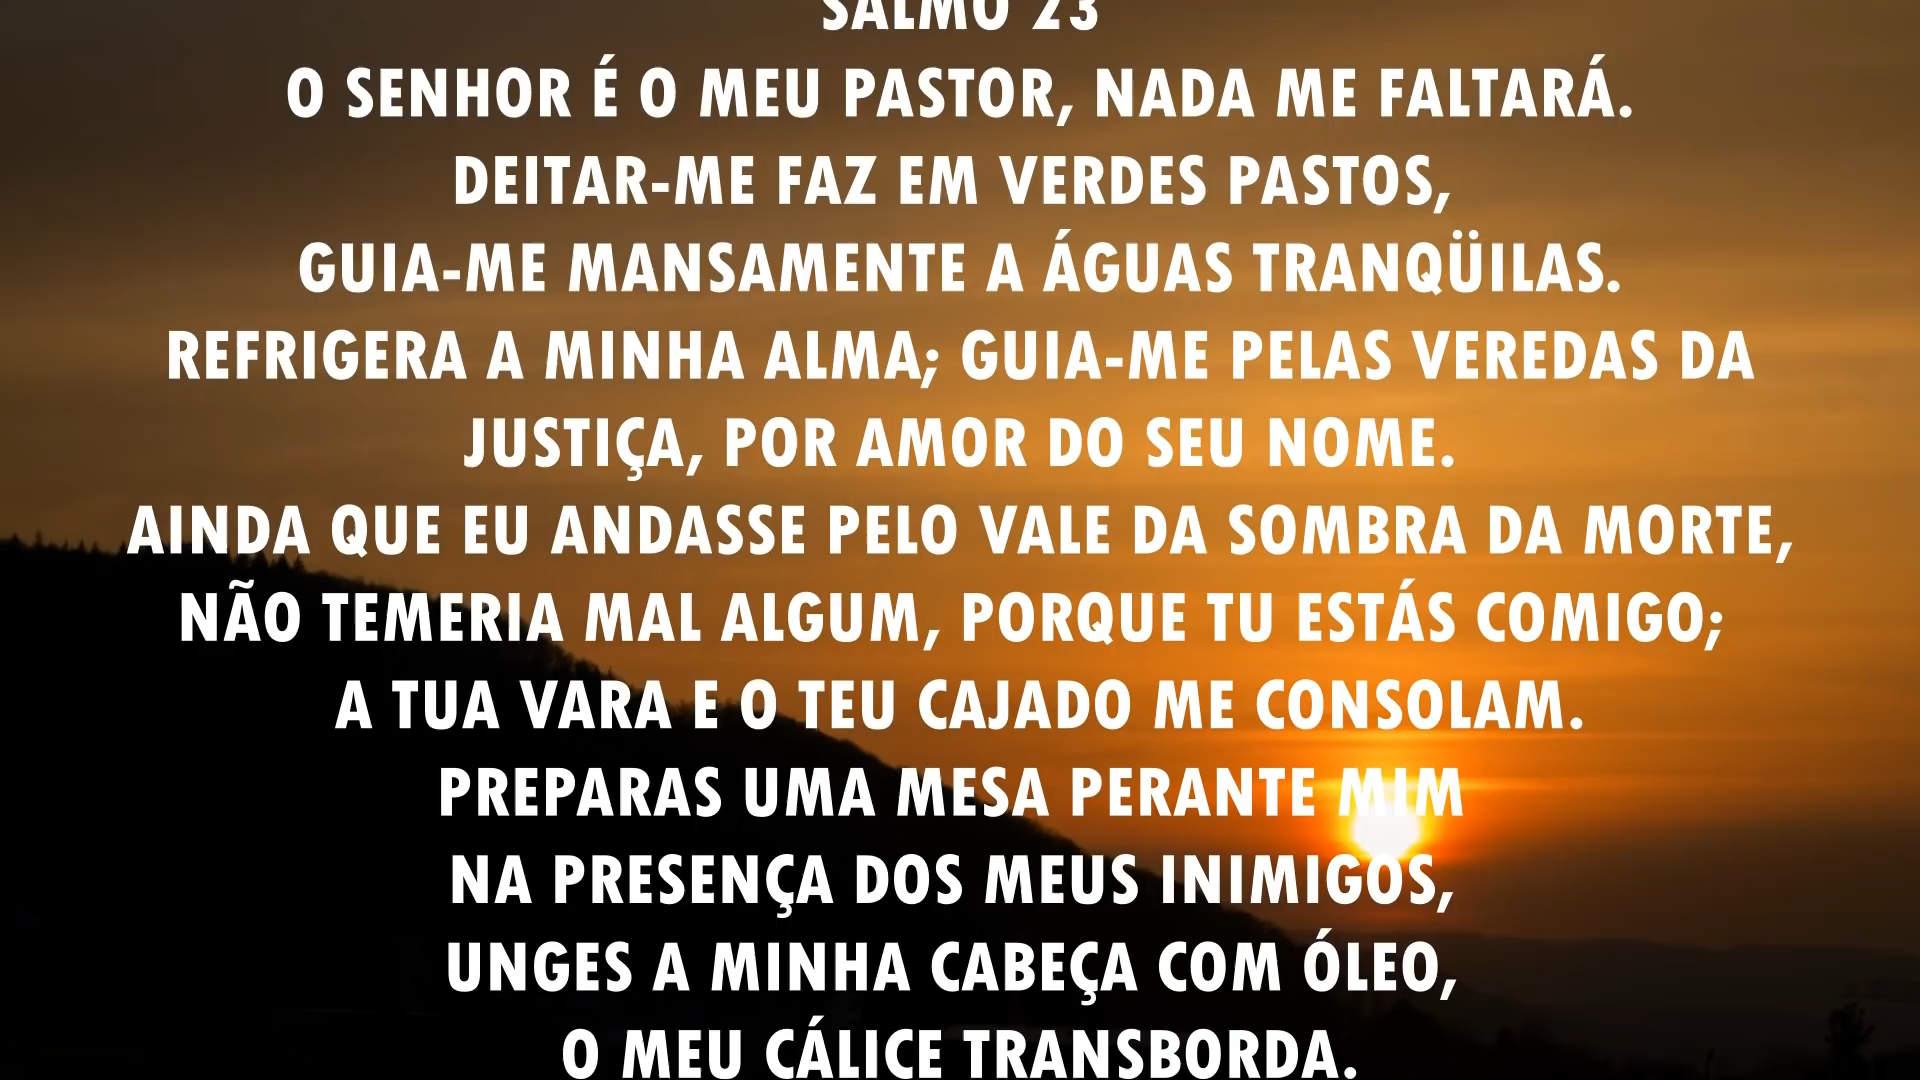 SALMO 23
O SENHOR É O MEU PASTOR, NADA ME FALTARÁ.
DEITAR-ME FAZ EM VERDES PASTOS,
GUIA-ME MANSAMENTE A ÁGUAS TRANQÜILAS.
REFRIGERA A MINHA ALMA; GUIA-ME PELAS VEREDAS DA
JUSTIÇA, POR AMOR DO SEU NOME.
AINDA QUE EU ANDASSE PELO VALE DA SOMBRA DA MORTE,
NÃO TEMERIA MAL ALGUM, PORQUE TU ESTÁS COMIGO;
A TUA VARA E O TEU CAJADO ME CONSOLAM.
PREPARAS UMA MESA PERANTE MIM
NA PRESENÇA DOS MEUS INIMIGOS,
UNGES A MINHA CABEÇA COM ÓLEO,
O MEU CÁLICE TRANSBORDA.